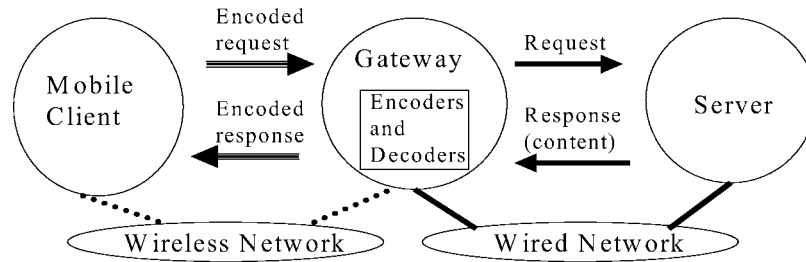 Mobile
Client
Encoded
request
Encoded
response
Gateway
Encoders
and
Decoders
Request
Response
(content)
Server
Wireless Network
Wired Network